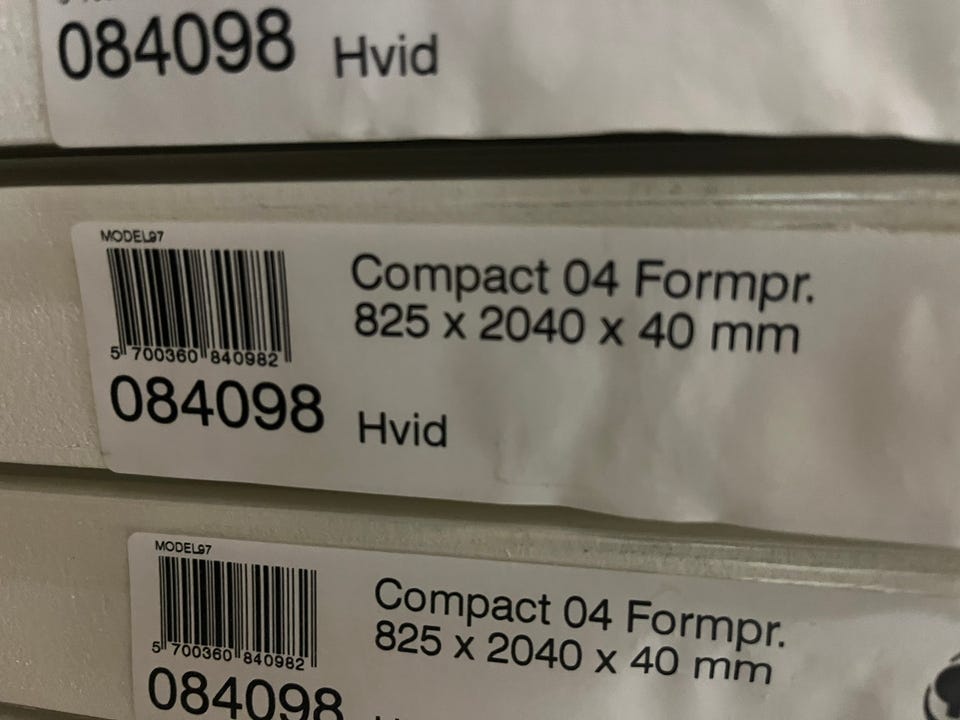 084098 Hvid
MODEL97
Compact 04 Formpr.
825 x 2040 x 40 mm
5 700360 840982
084098 Hvid
MODEL97
Compact 04 Formpr.
825 x 2040 x 40 mm
5 700360 840982
084098